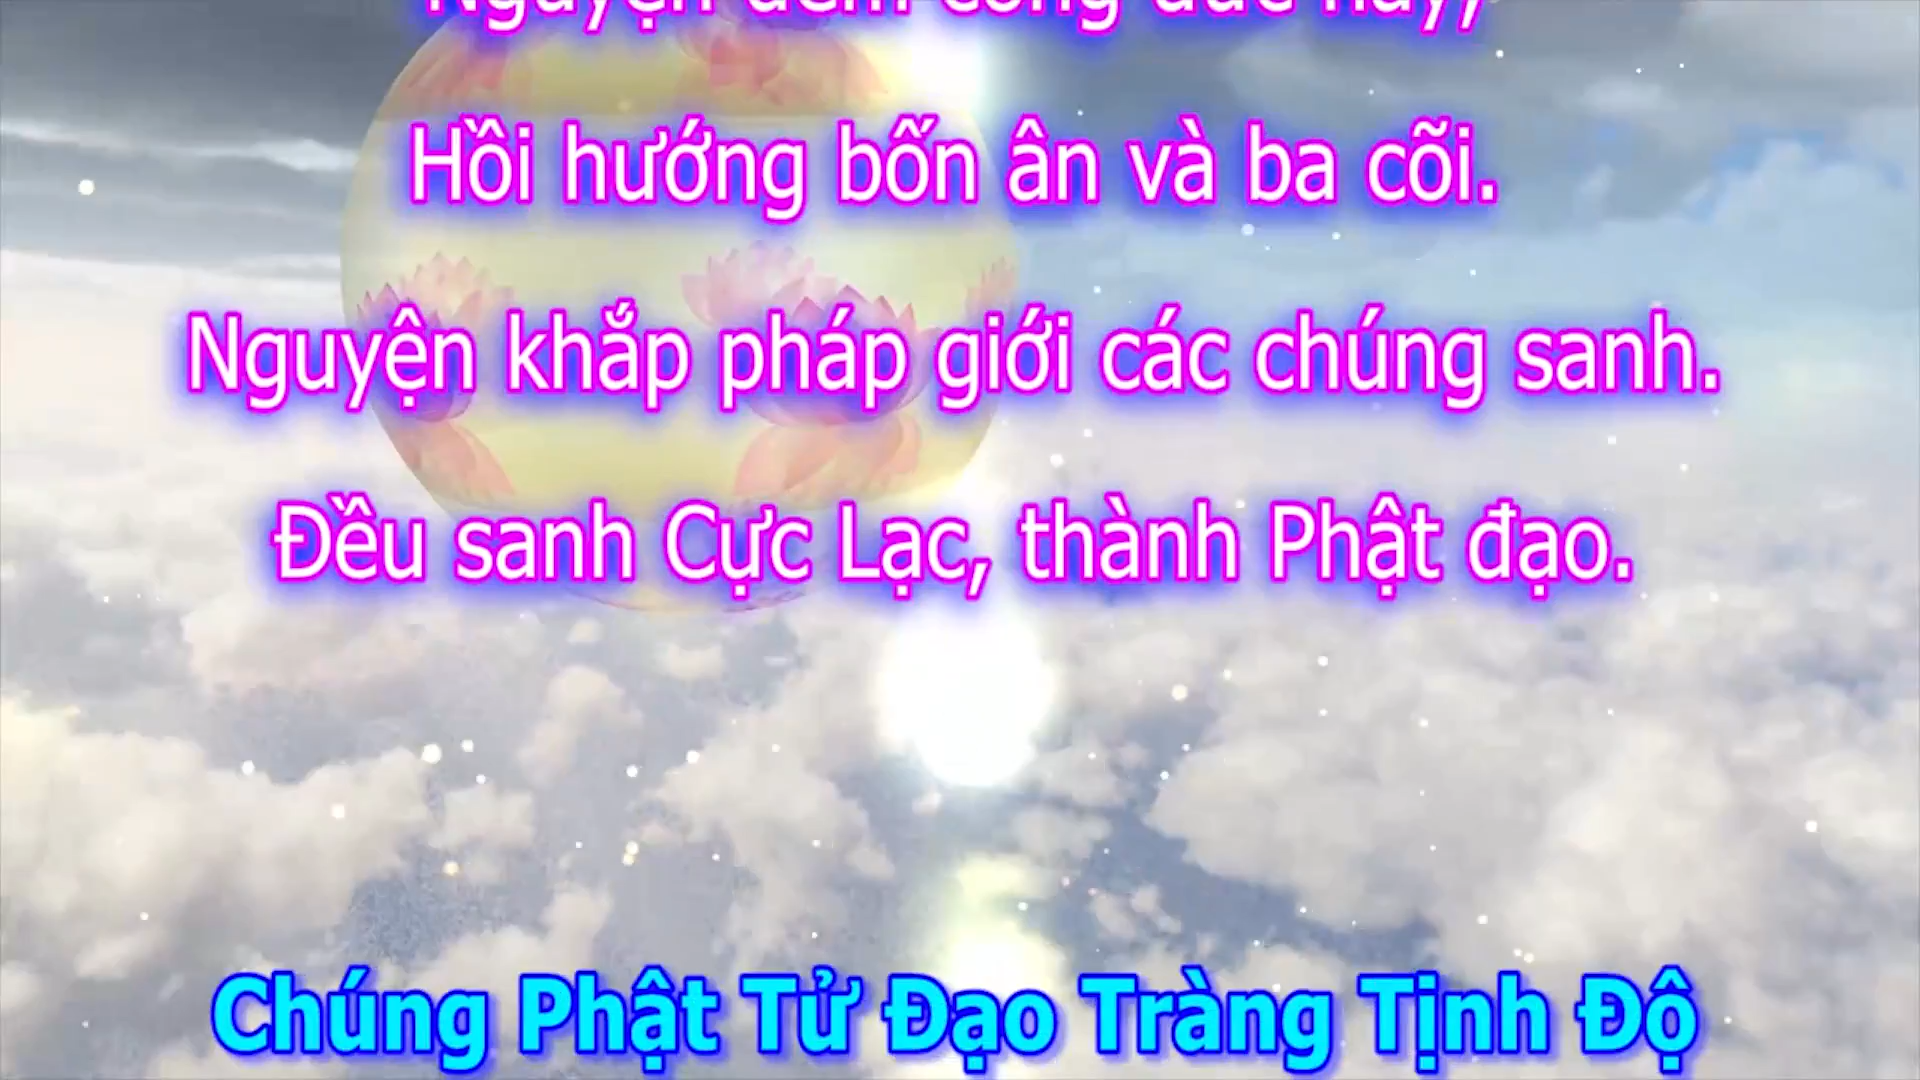 Nguyện đem công đức này,
Hồi hướng bốn ân và ba cõi.
Nguyện khắp pháp giới các chúng sanh.
Đều sanh Cực Lạc, thành Phật đạo.
Chúng Phật Tử Đạo Tràng Tịnh Độ